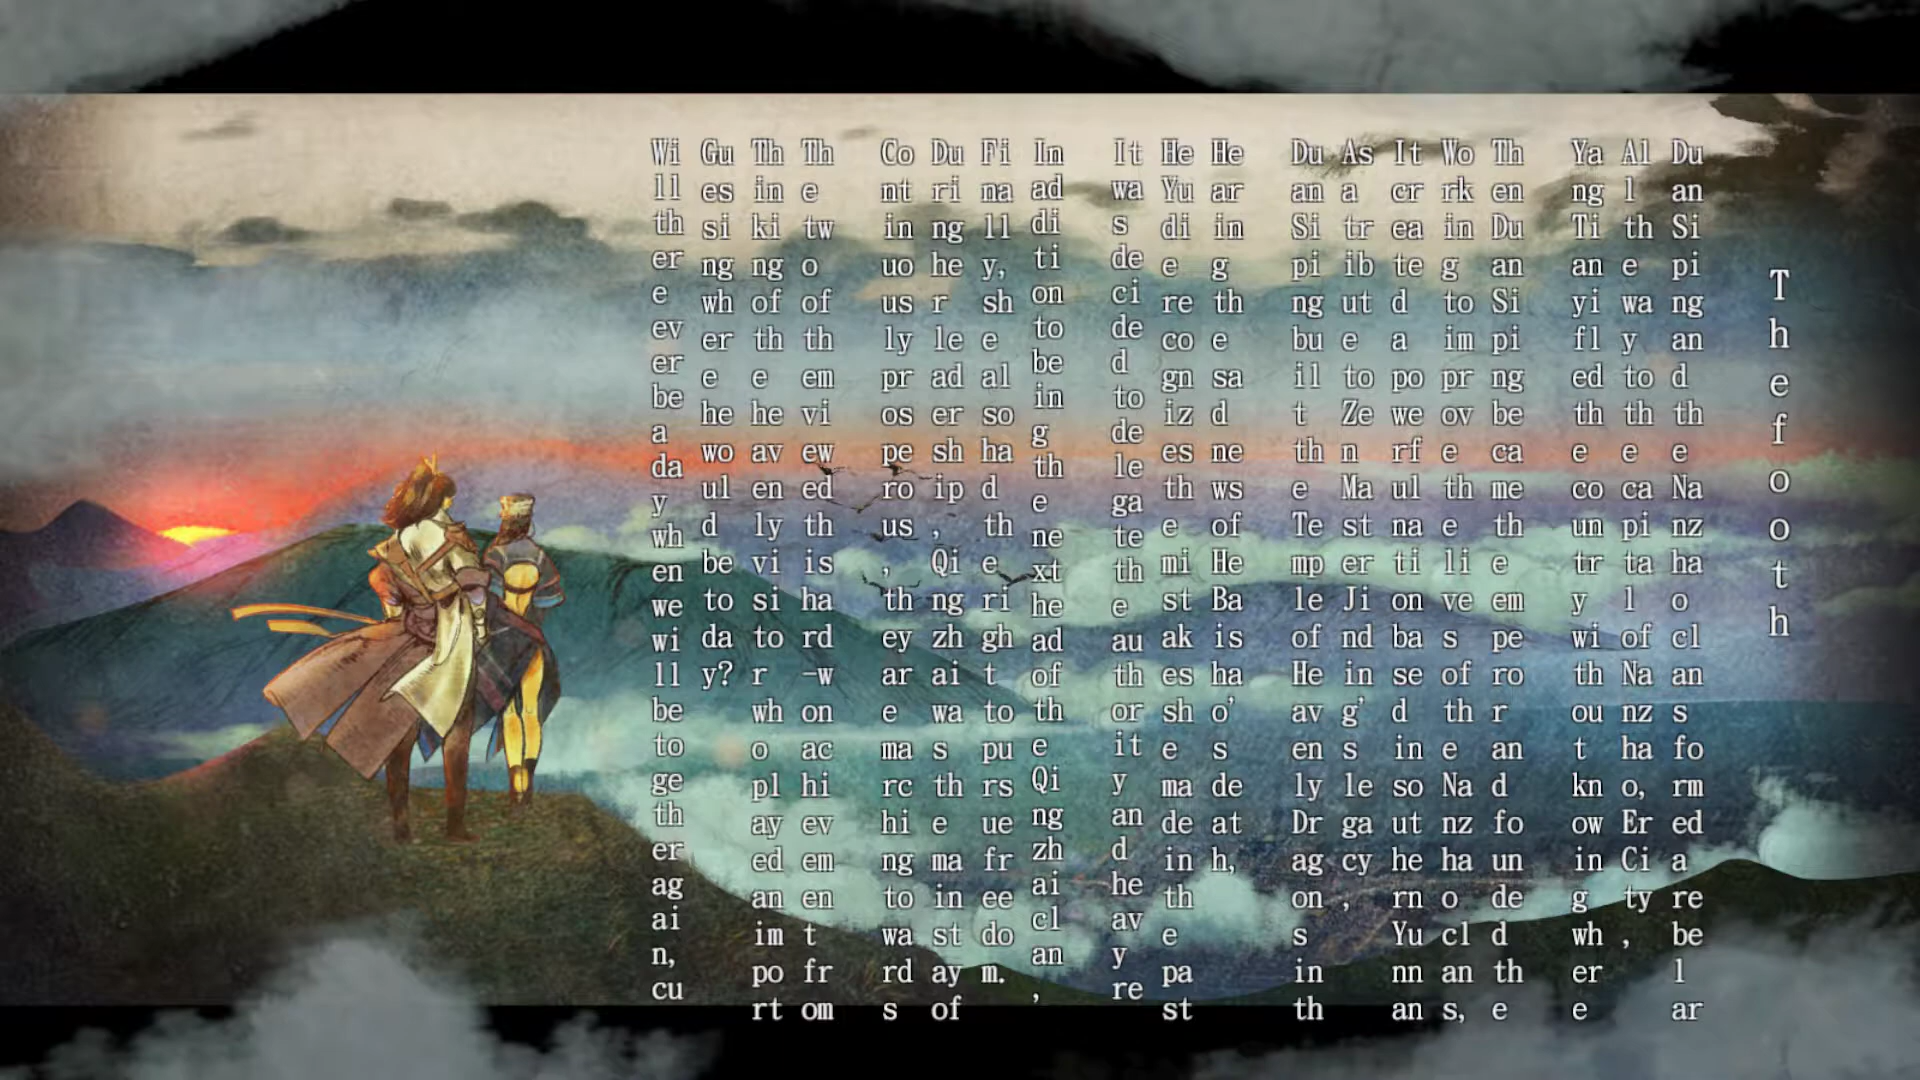 Thefooth
Duan Siping and the Nanzhao clans formed a rebel ar
All the way to the capital of Nanzhao, Er City,
Yang Tianyi fled the country without knowing where
Then Duan Siping became the emperor and founded the
Working to improve the lives of the Nanzhao clans,
It created a powerful nation based in southern Yunnan
As a tribute to Zen Master Jinding's legacy,
Duan Siping built the Temple of Heavenly Dragons in th
Hearing the sad news of He Baishao's death,
He Yudie recognizes the mistakes she made in the past
It was decided to delegate the authority and heavy re
In addition to being the next head of the Qingzhai clan,
Finally, she also had the right to pursue freedom.
During her leadership, Qingzhai was the mainstay of
Continuously prosperous, they are marching towards
The two of them viewed this hard-won achievement from
Thinking of the heavenly visitor who played an import
Guessing where he would be today?
Will there ever be a day when we will be together again, cu